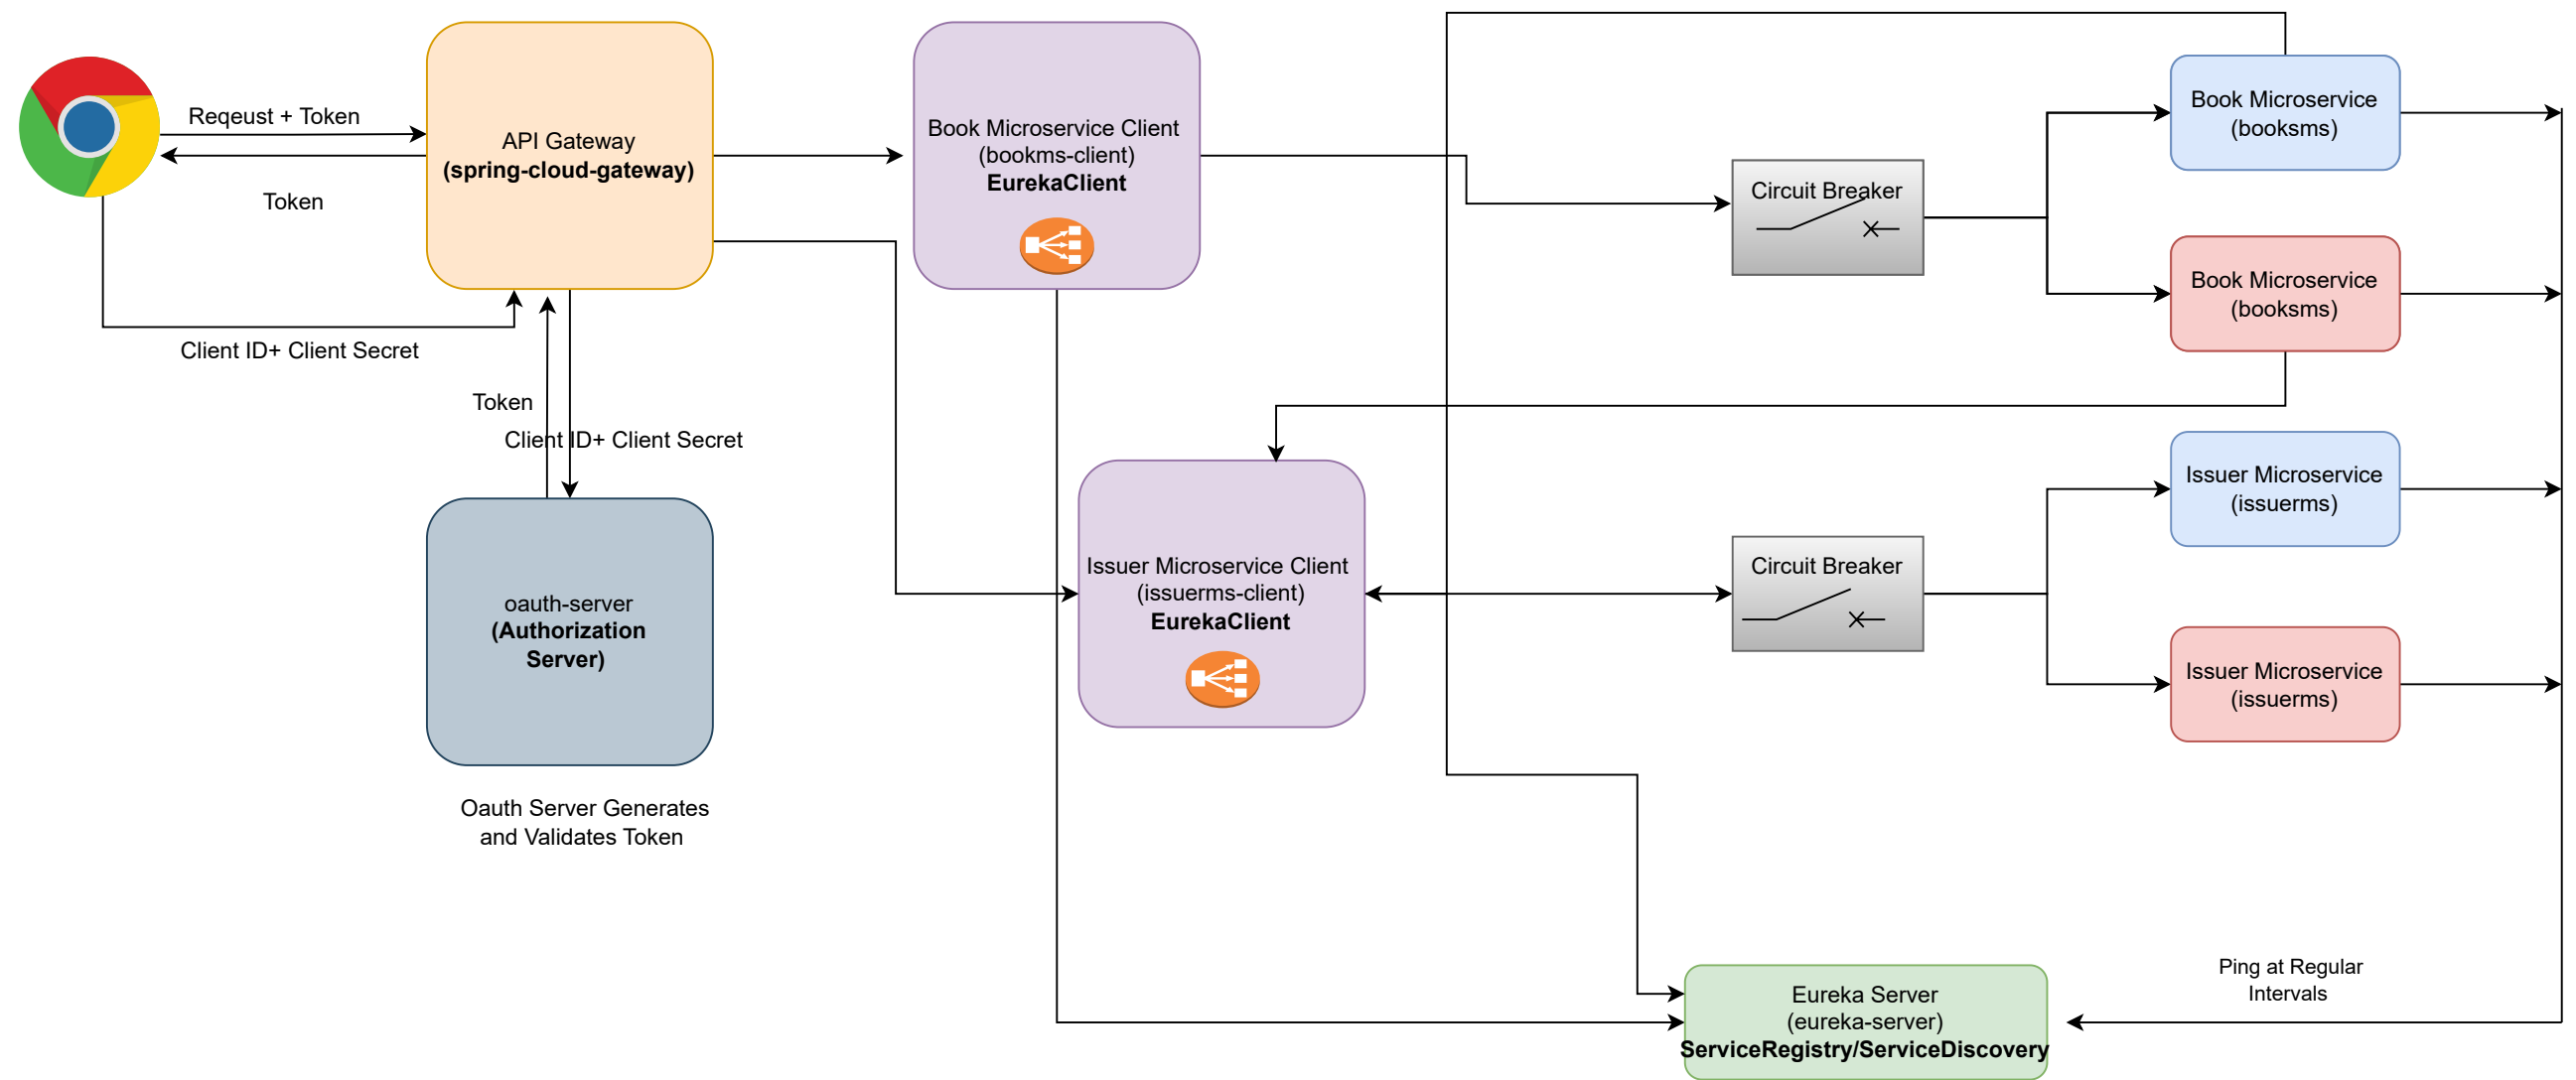 Reqeust + Token
Token
Client ID+ Client Secret
API Gateway
(spring-cloud-gateway)
Token
Client ID+ Client Secret
oauth-server
(Authorization
Server)
Oauth Server Generates
and Validates Token
Book Microservice Client
(bookms-client)
EurekaClient
Issuer Microservice Client
(issuerms-client)
EurekaClient
Circuit Breaker
Circuit Breaker
Book Microservice
(booksms)
Book Microservice
(booksms)
Issuer Microservice
(issuerms)
Issuer Microservice
(issuerms)
Ping at Regular
Intervals
Eureka Server
(eureka-server)
ServiceRegistry/ServiceDiscovery